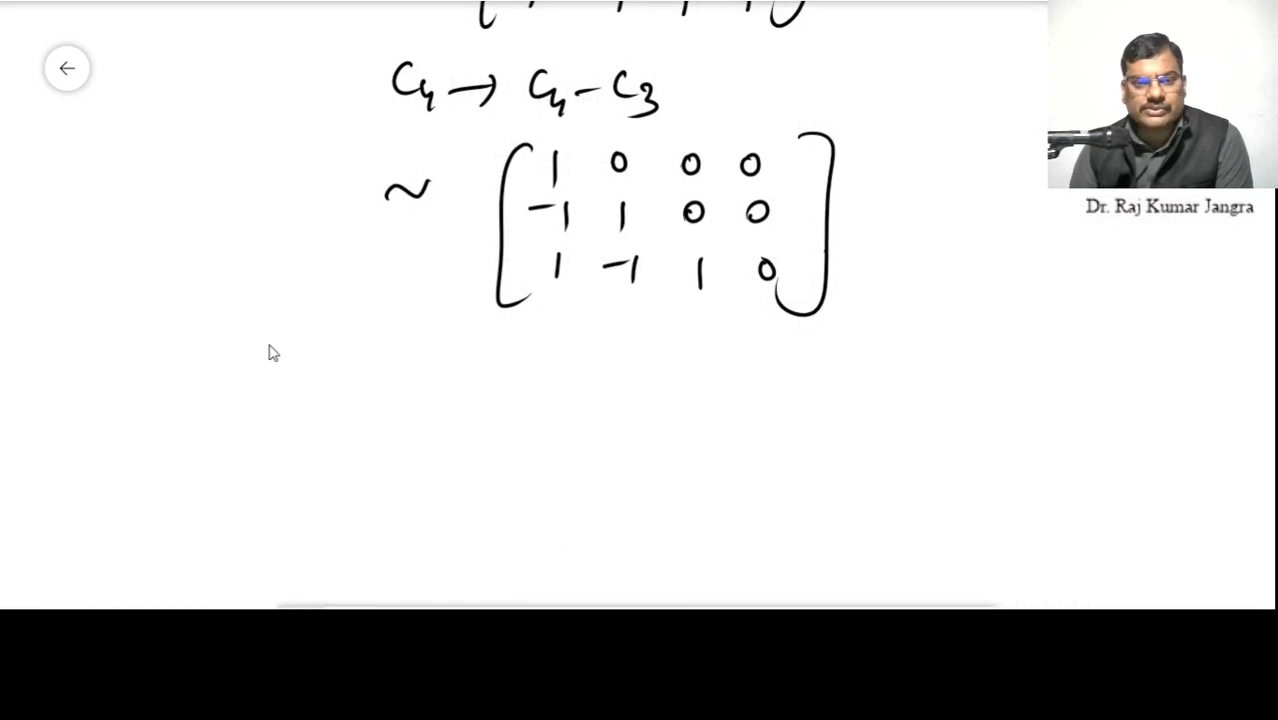 C4 → C4 - C3
~ [ 1 0 0 0
-1 1 0 0
1 -1 1 0 ]
Dr. Raj Kumar Jangra